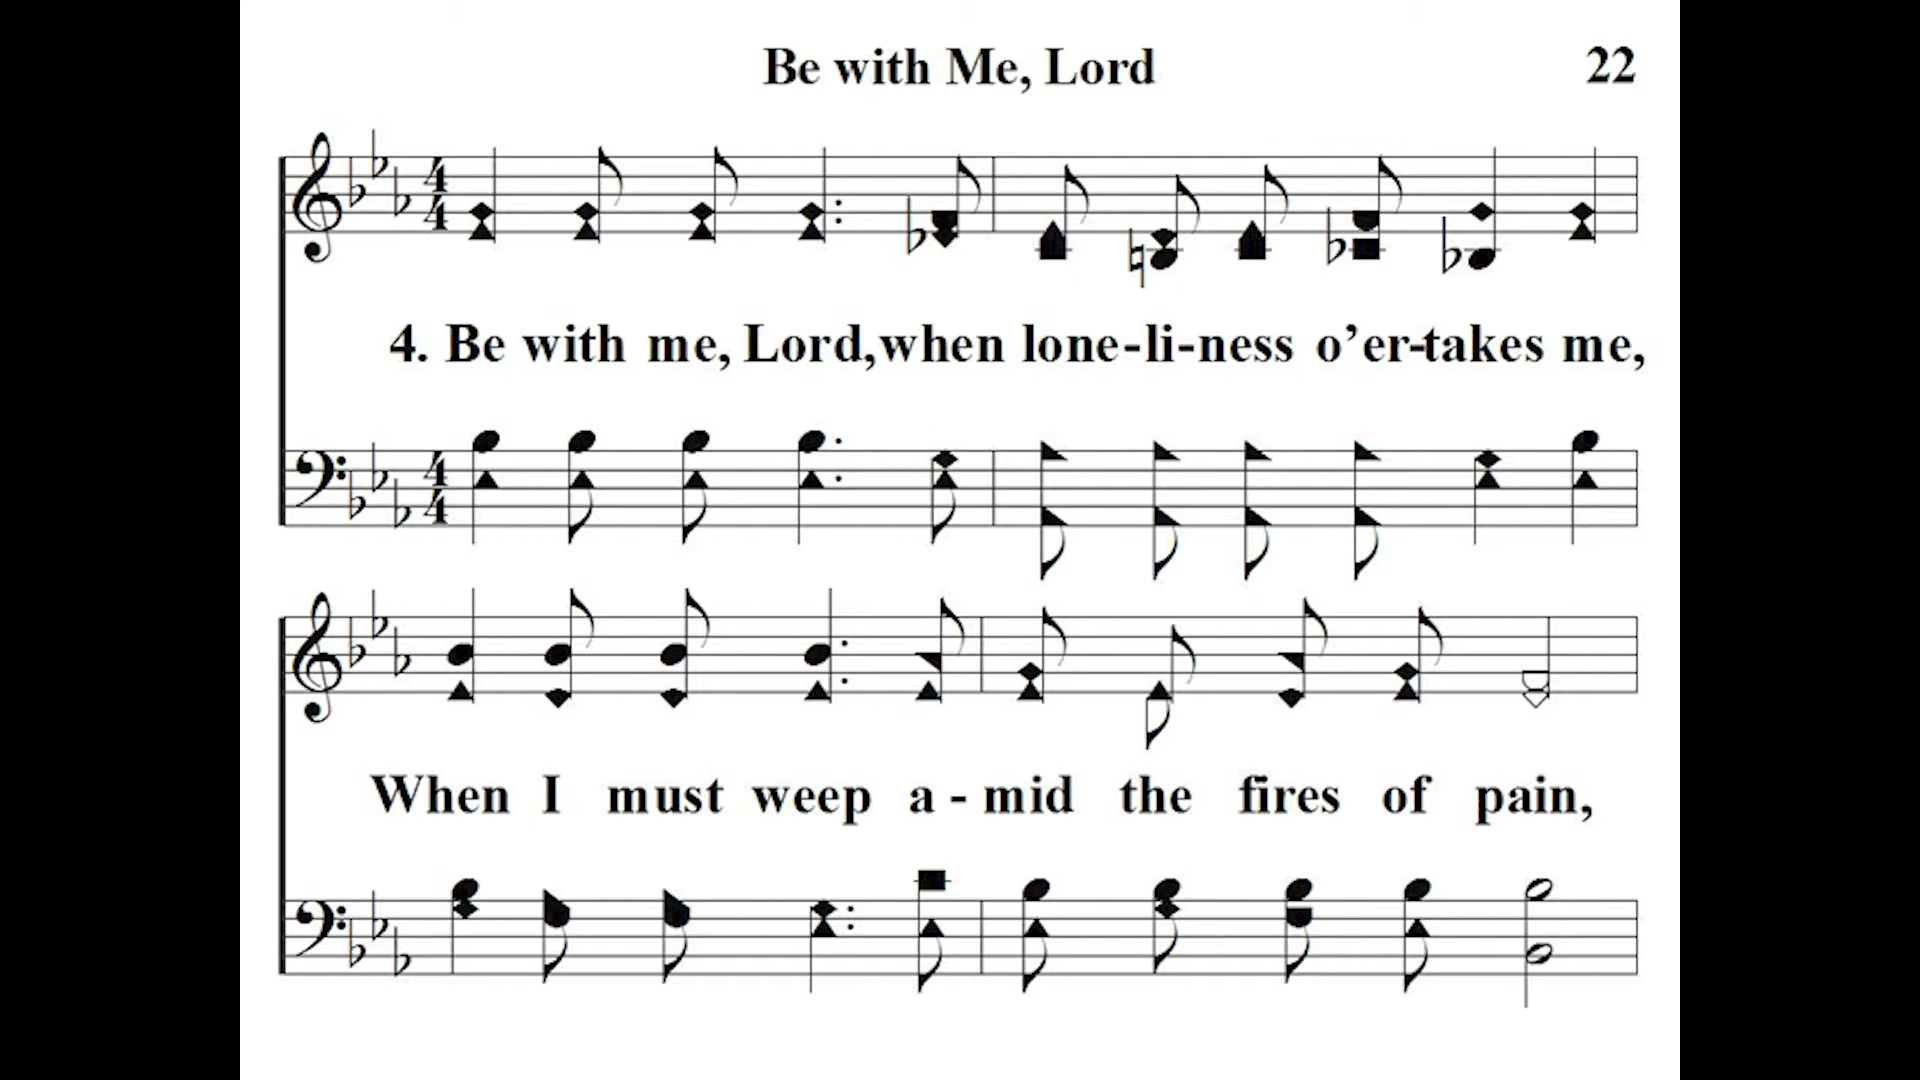 Be with Me, Lord 22
4. Be with me, Lord,when lone-li-ness o’er-takes me,
When I must weep a - mid the fires of pain,